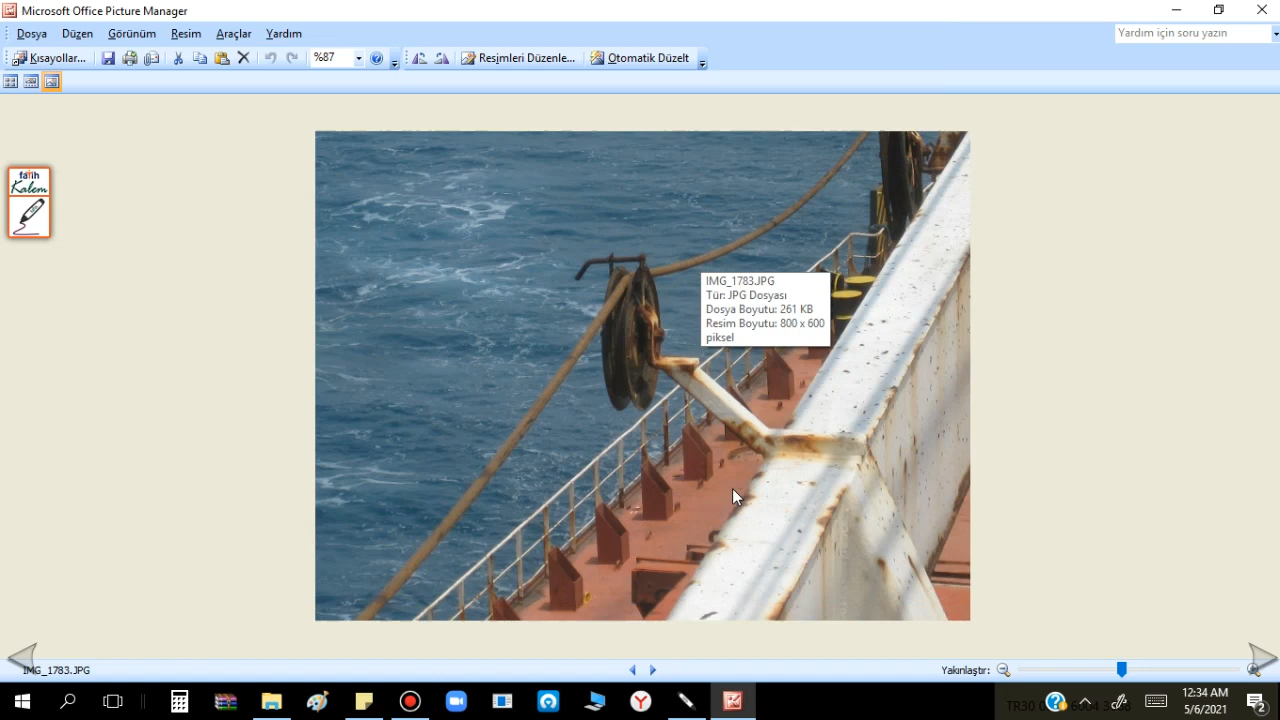 Microsoft Office Picture Manager
Dosya Düzen Görünüm Resim Araçlar Yardım
Yardım için soru yazın
Kısayollar... %87 Resimleri Düzenle... Otomatik Düzelt
fatih
Kalem
IMG_1783.JPG
Tür: JPG Dosyası
Dosya Boyutu: 261 KB
Resim Boyutu: 800 x 600
piksel
IMG_1783.JPG
Yakınlaştır:
12:34 AM
5/6/2021
2
TR30